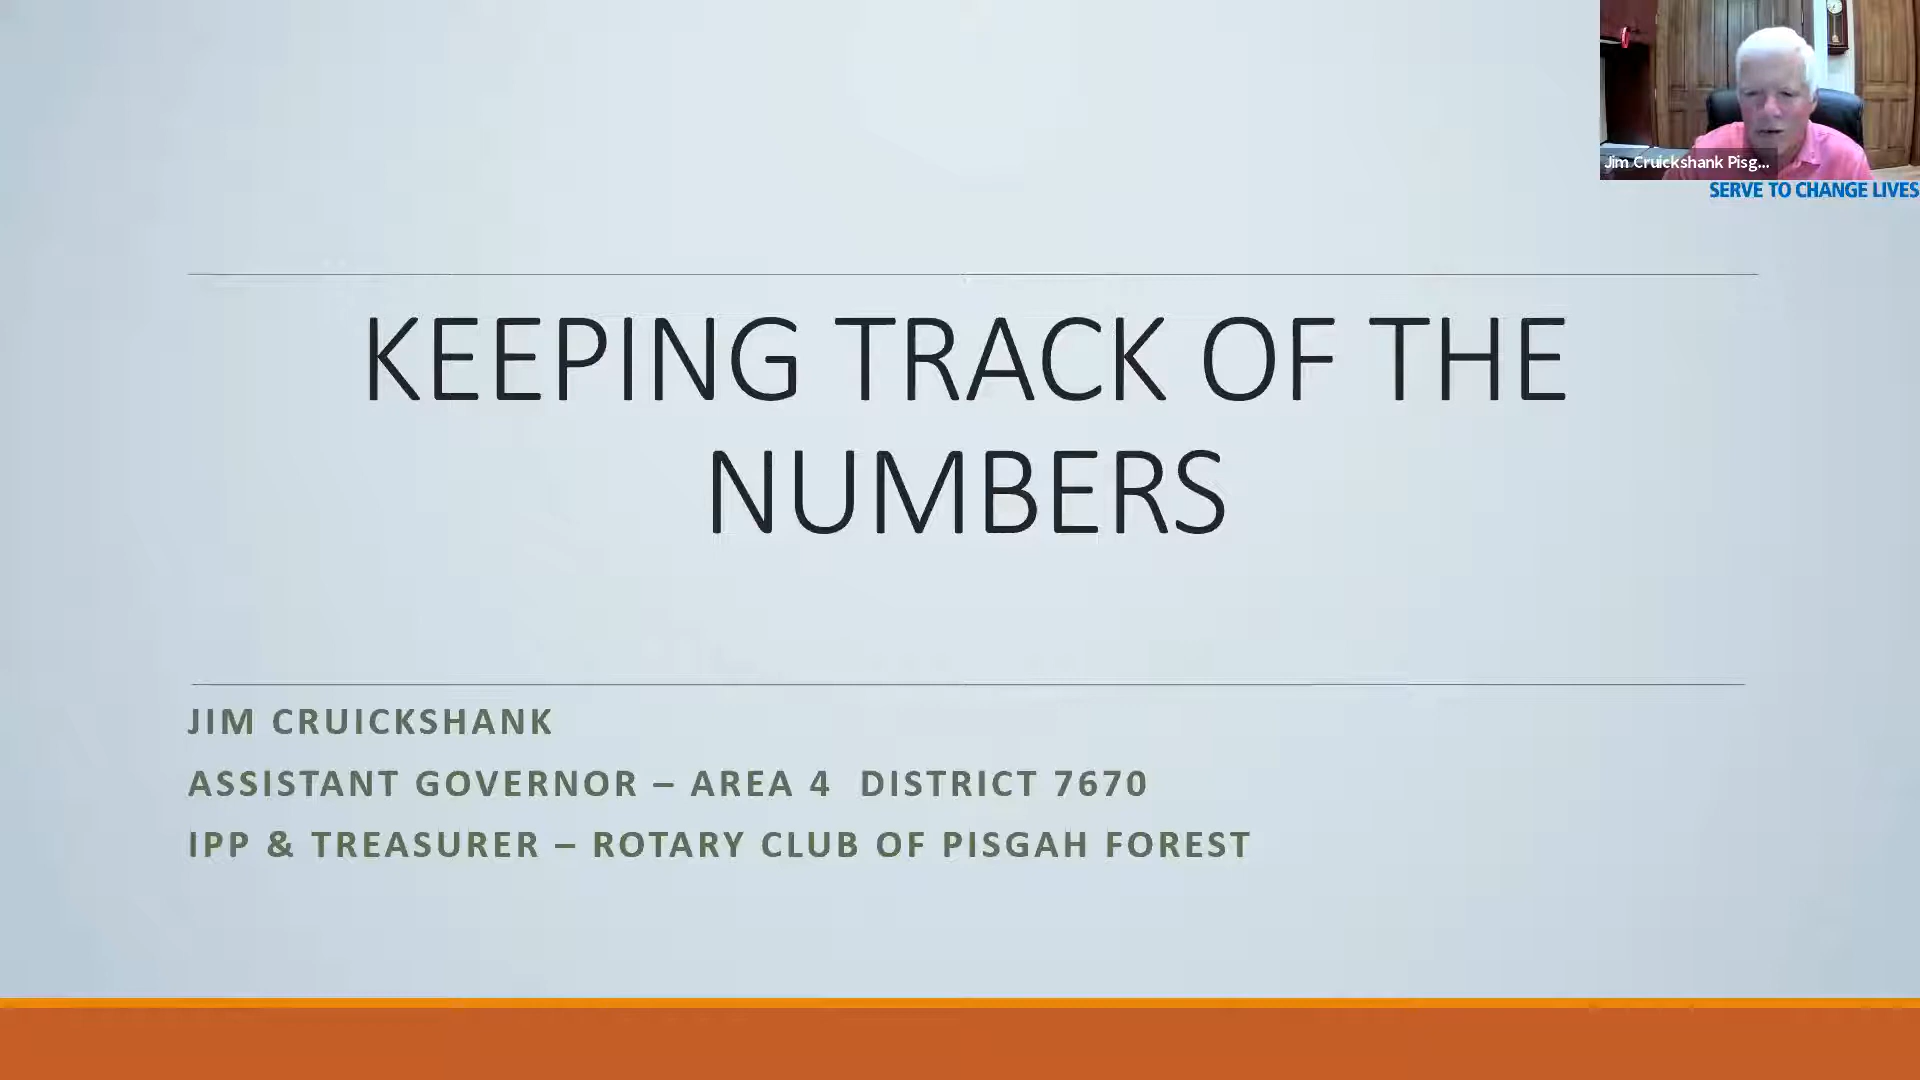 Jim Cruickshank Pisg...
SERVE TO CHANGE LIVES
KEEPING TRACK OF THE
NUMBERS
JIM CRUICKSHANK
ASSISTANT GOVERNOR – AREA 4 DISTRICT 7670
IPP & TREASURER – ROTARY CLUB OF PISGAH FOREST